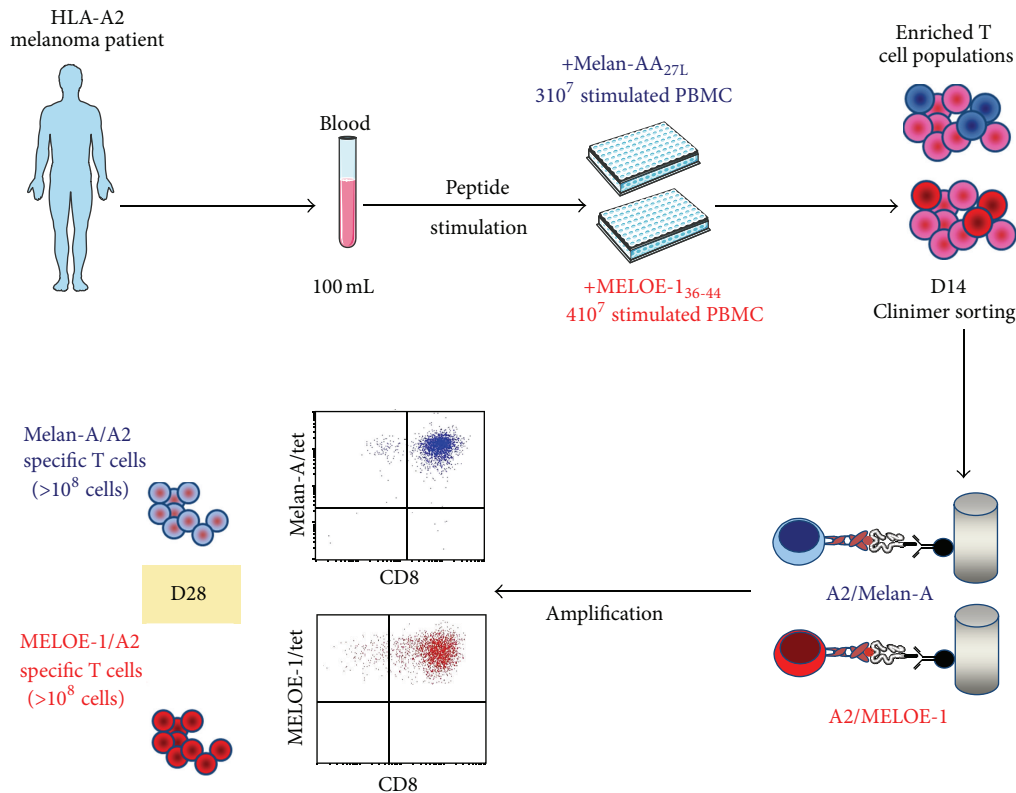 HLA-A2
melanoma patient
Blood
100 mL
Peptide
stimulation
+Melan-AA27L
310⁷ stimulated PBMC
+MELOE-136-44
410⁷ stimulated PBMC
Enriched T
cell populations
D14
Clinimer sorting
A2/Melan-A
A2/MELOE-1
Amplification
Melan-A/tet
CD8
MELOE-1/tet
CD8
Melan-A/A2
specific T cells
(>10⁸ cells)
D28
MELOE-1/A2
specific T cells
(>10⁸ cells)